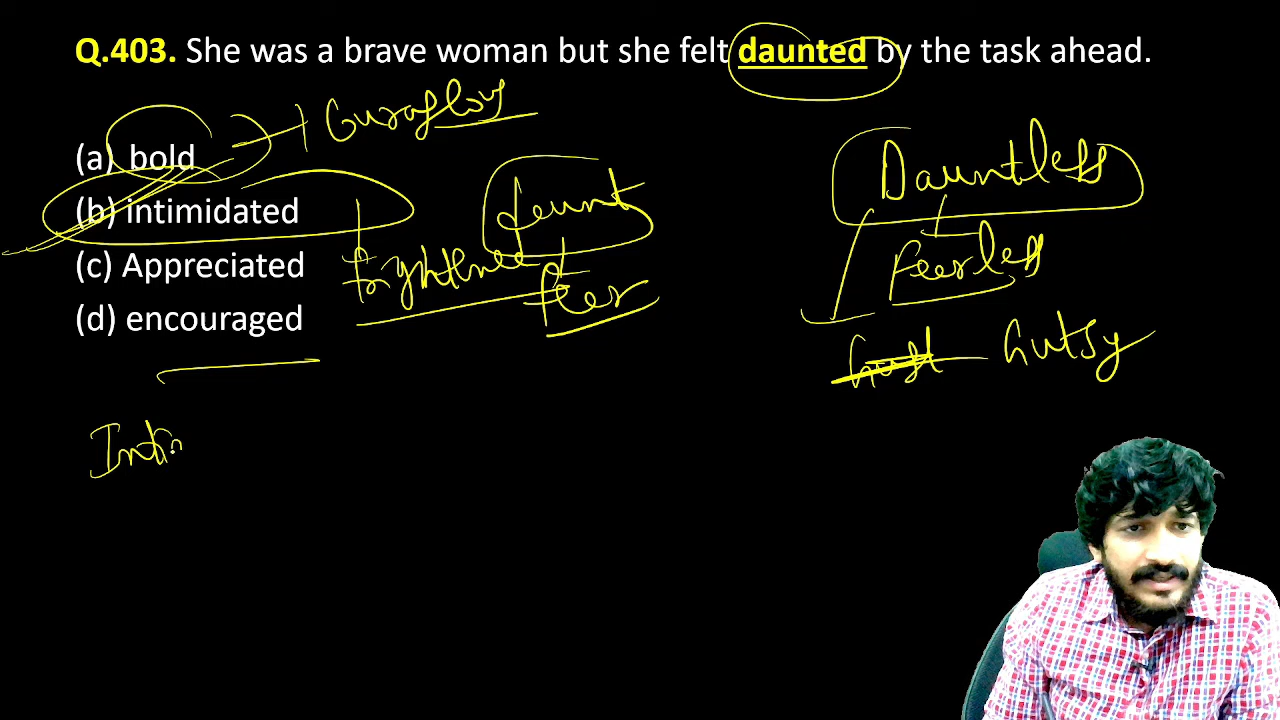 Q.403. She was a brave woman but she felt daunted by the task ahead.
(a) bold
(b) intimidated
(c) Appreciated
(d) encouraged
daunt
frightened
fear
Dauntless
Fearless
Gutsy
Inti